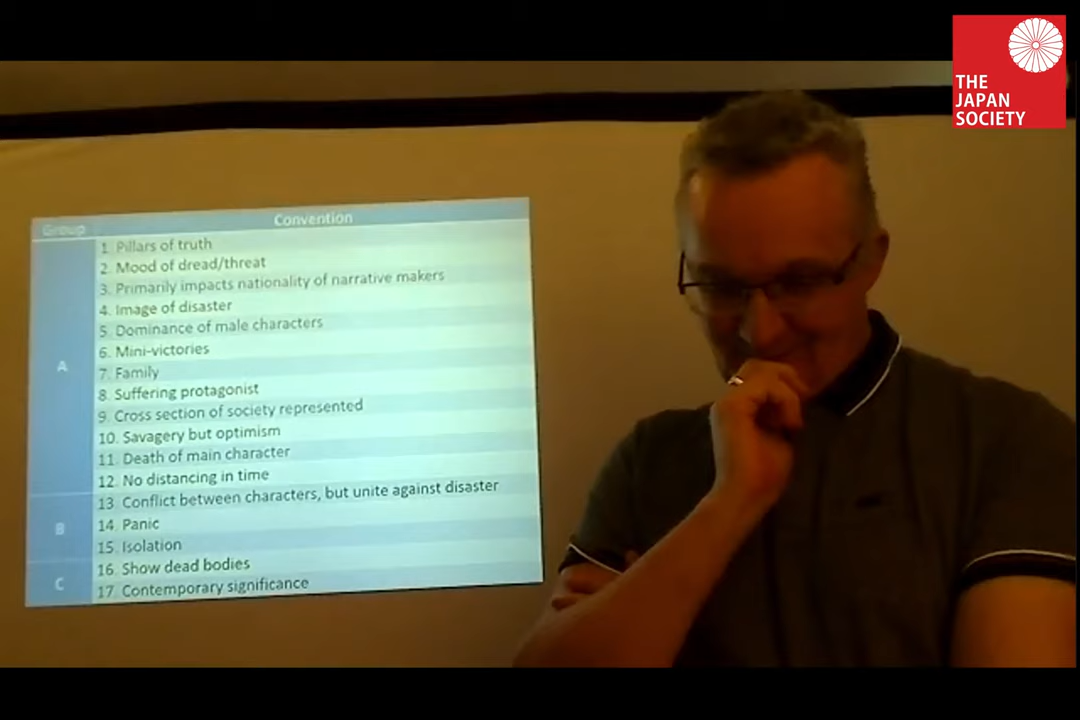 THE
JAPAN
SOCIETY
Group Convention
A
1. Pillars of truth
2. Mood of dread/threat
3. Primarily impacts nationality of narrative makers
4. Image of disaster
5. Dominance of male characters
6. Mini-victories
7. Family
8. Suffering protagonist
9. Cross section of society represented
10. Savagery but optimism
11. Death of main character
12. No distancing in time
B
13. Conflict between characters, but unite against disaster
14. Panic
15. Isolation
C
16. Show dead bodies
17. Contemporary significance